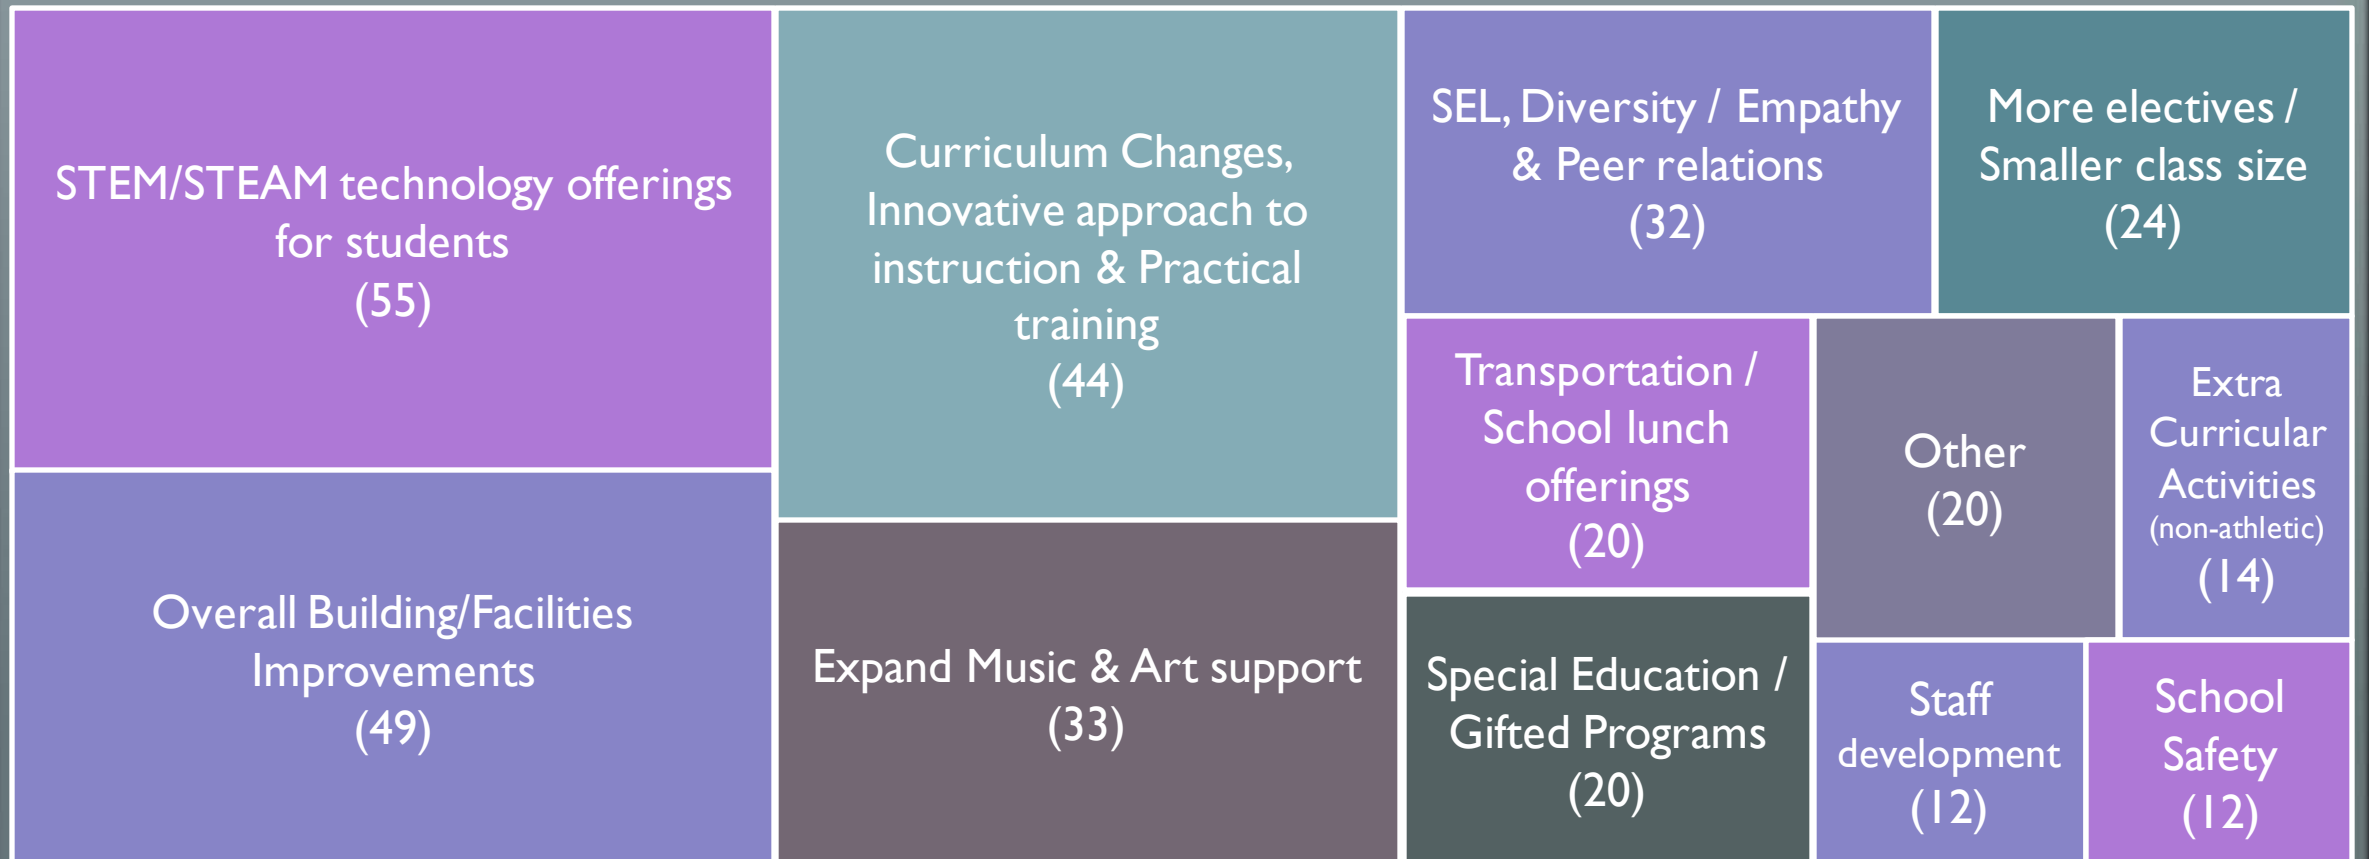 STEM/STEAM technology offerings
for students
(55)
Overall Building/Facilities
Improvements
(49)
Curriculum Changes,
Innovative approach to
instruction & Practical
training
(44)
Expand Music & Art support
(33)
SEL, Diversity / Empathy
& Peer relations
(32)
More electives /
Smaller class size
(24)
Transportation /
School lunch
offerings
(20)
Special Education /
Gifted Programs
(20)
Other
(20)
Extra
Curricular
Activities
(non-athletic)
(14)
Staff
development
(12)
School
Safety
(12)